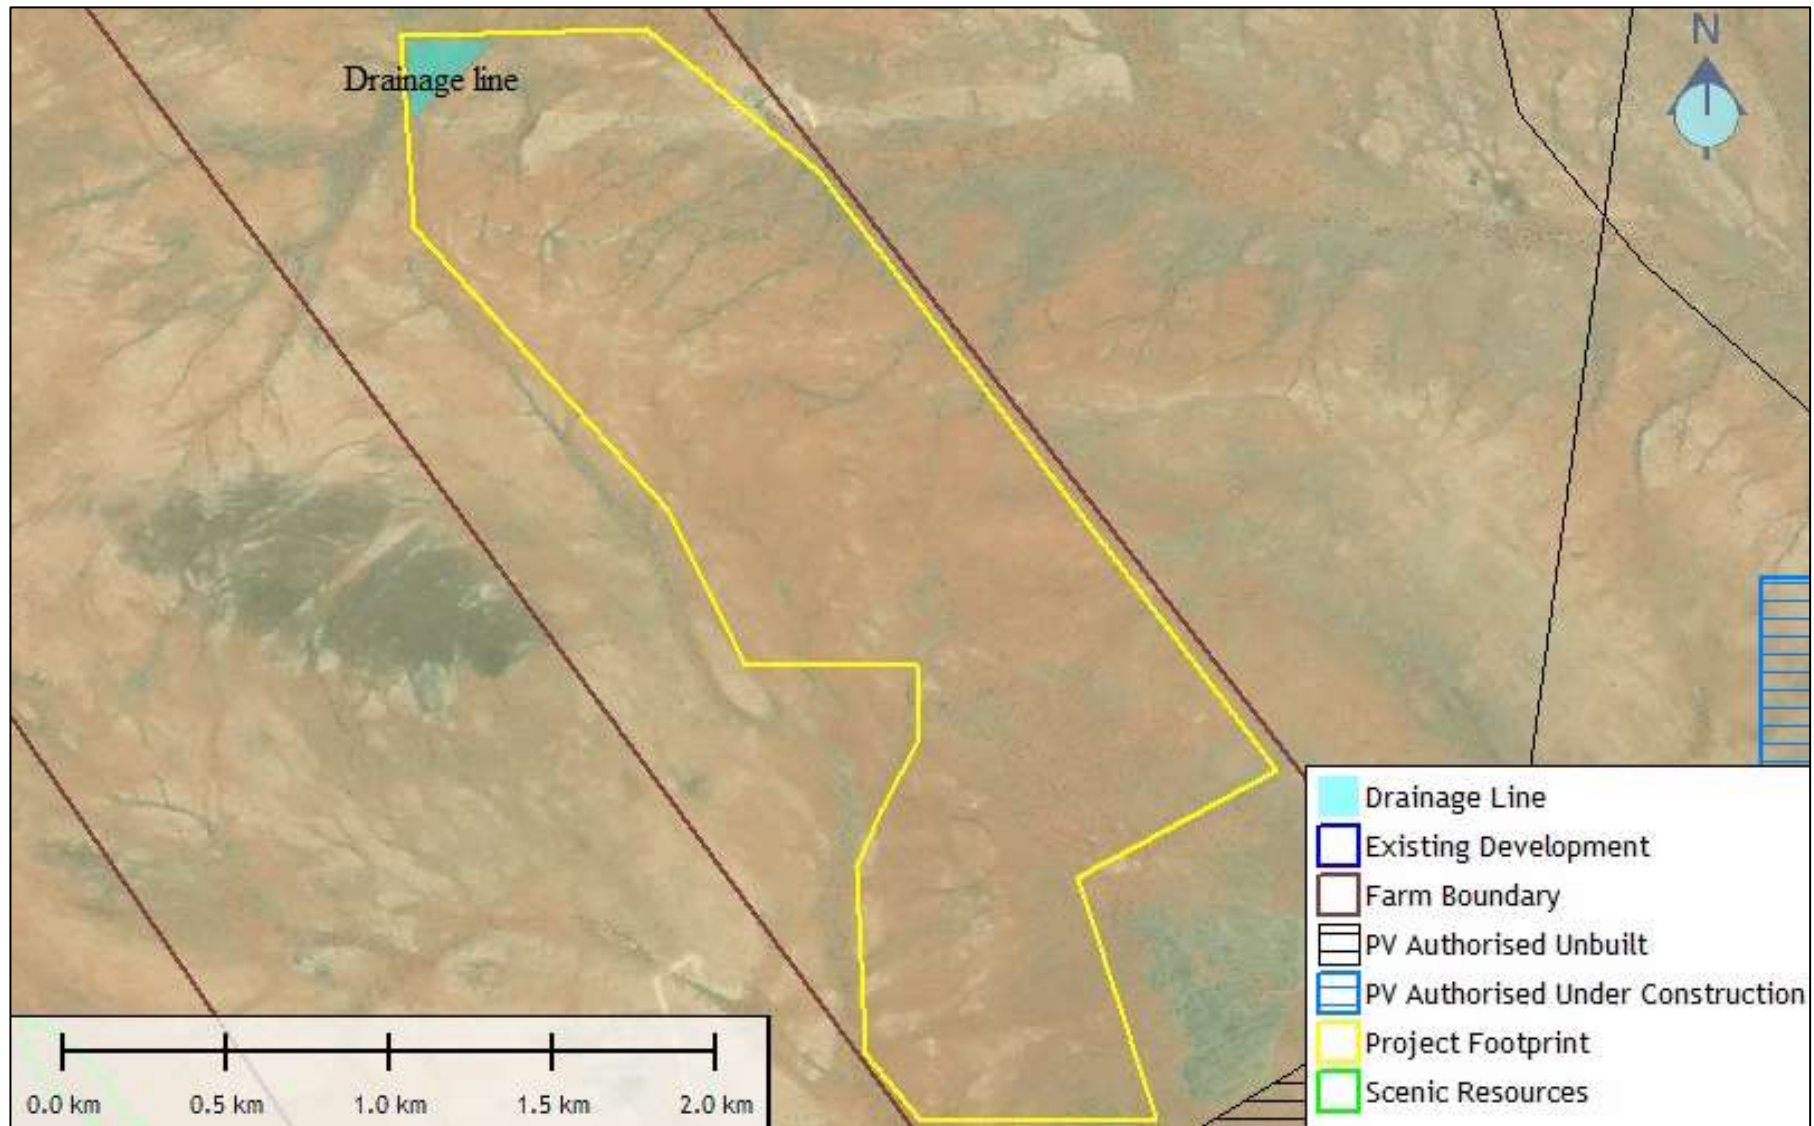 N
Drainage line
Drainage Line
Existing Development
Farm Boundary
PV Authorised Unbuilt
PV Authorised Under Construction
Project Footprint
Scenic Resources
0.0 km 0.5 km 1.0 km 1.5 km 2.0 km